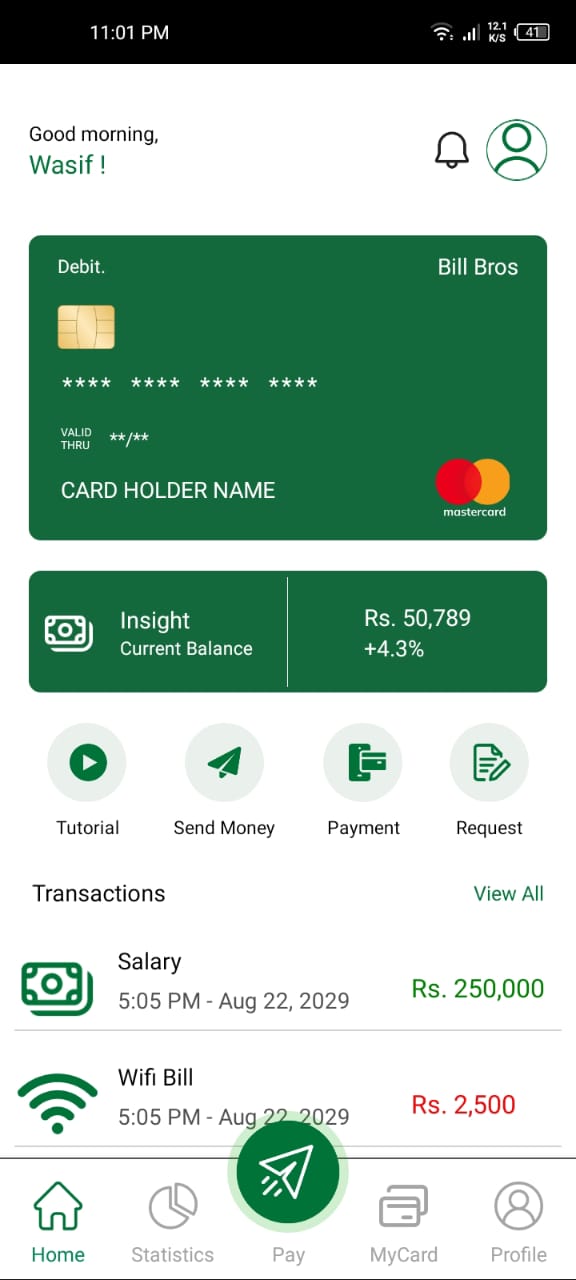 11:01 PM
12.1
K/S
41
Good morning,
Wasif !
Debit.
Bill Bros
**** **** **** ****
VALID
THRU
**/**
CARD HOLDER NAME
mastercard
Insight
Current Balance
Rs. 50,789
+4.3%
Tutorial
Send Money
Payment
Request
Transactions
View All
Salary
5:05 PM - Aug 22, 2029
Rs. 250,000
Wifi Bill
5:05 PM - Aug 22, 2029
Rs. 2,500
Home
Statistics
Pay
MyCard
Profile